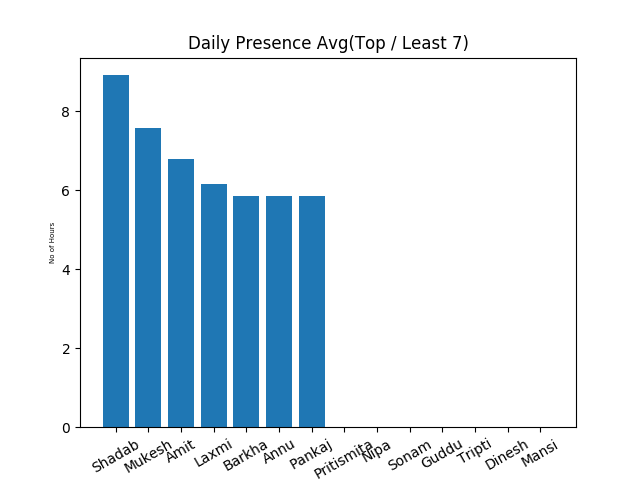 Daily Presence Avg(Top / Least 7)
8
6
4
2
0
No of Hours
Shadab
Mukesh
Amit
Laxmi
Barkha
Annu
Pankaj
Pritismita
Nipa
Sonam
Guddu
Tripti
Dinesh
Mansi